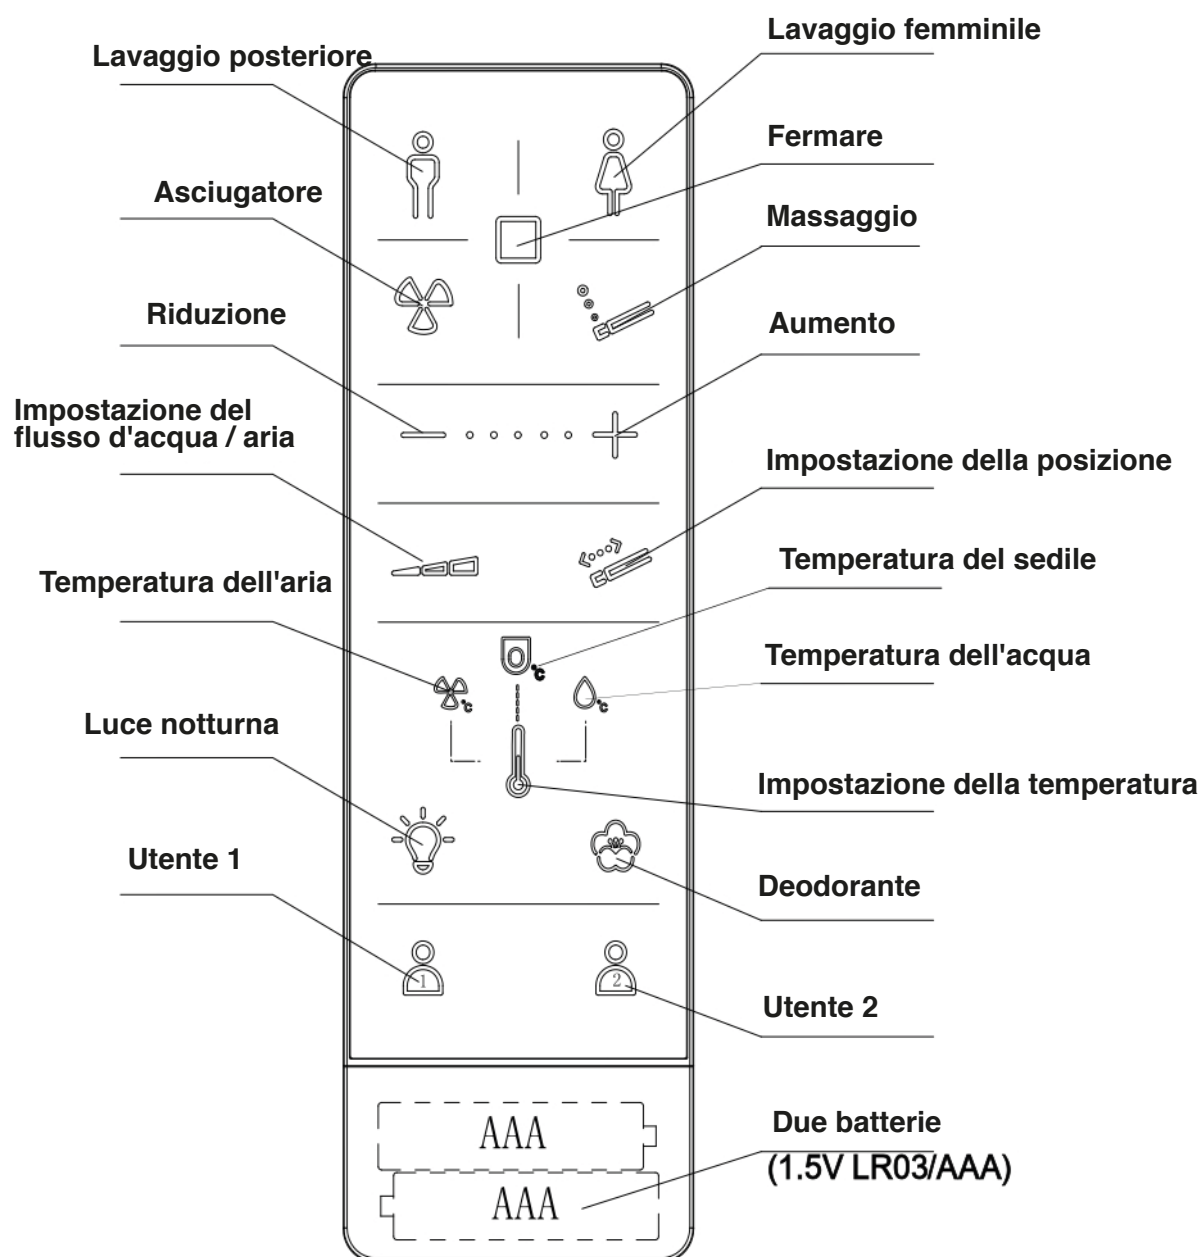 Lavaggio femminile
Lavaggio posteriore
Fermare
Asciugatore
Massaggio
Riduzione
Aumento
Impostazione del
flusso d'acqua / aria
Impostazione della posizione
Temperatura del sedile
Temperatura dell'aria
°C
Temperatura dell'acqua
°C
°C
Luce notturna
Impostazione della temperatura
Utente 1
Deodorante
1
2
Utente 2
AAA
Due batterie
(1.5V LR03/AAA)
AAA